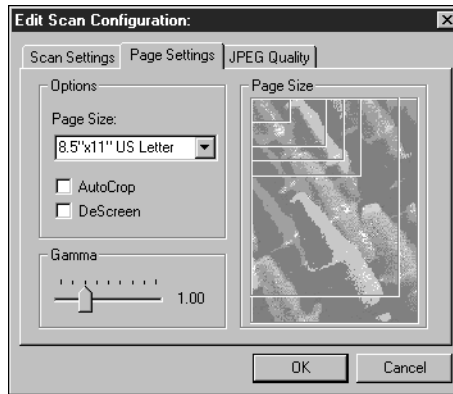 Edit Scan Configuration:
Scan Settings
Page Settings
JPEG Quality
Options
Page Size:
8.5"x11" US Letter
AutoCrop
DeScreen
Gamma
1.00
Page Size
OK
Cancel